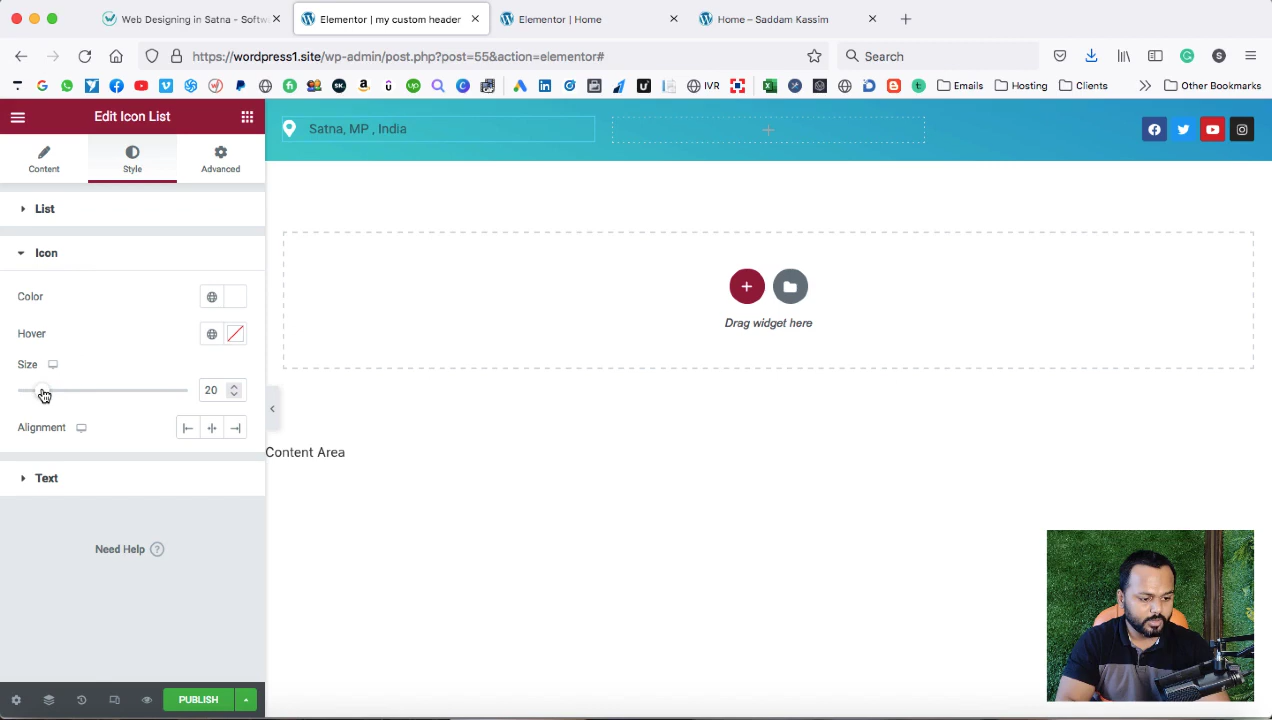 Web Designing in Satna - Softw
Elementor | my custom header
Elementor | Home
Home – Saddam Kassim
https://wordpress1.site/wp-admin/post.php?post=55&action=elementor#
Search
S
IVR
Emails
Hosting
Clients
Other Bookmarks
Edit Icon List
Content
Style
Advanced
List
Icon
Color
Hover
Size
20
Alignment
Text
Need Help ?
PUBLISH
Satna, MP , India
Drag widget here
Content Area